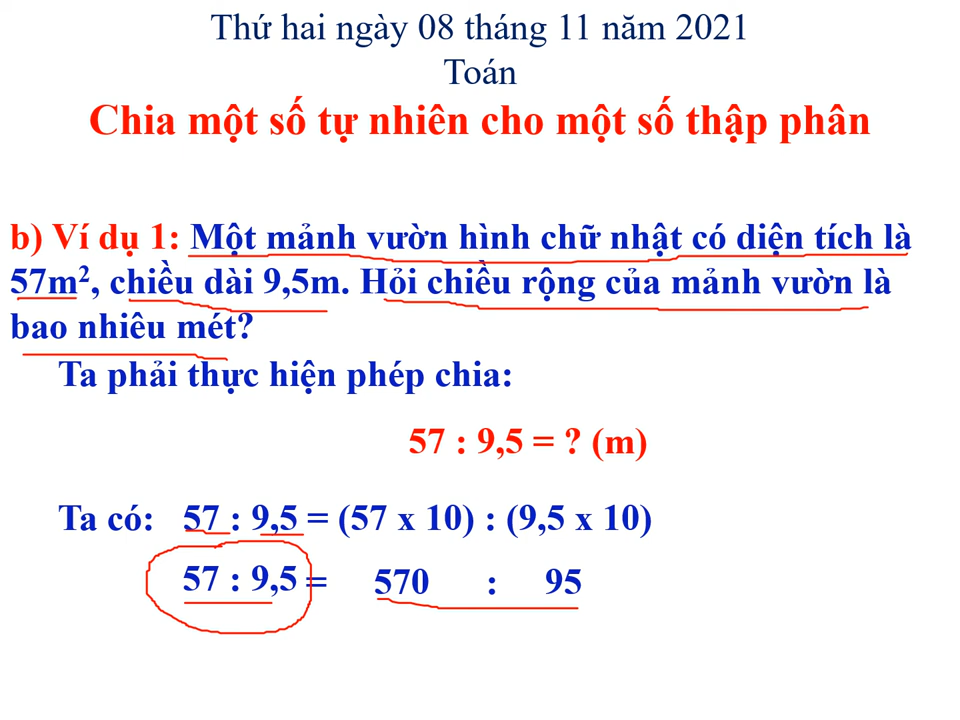 Thứ hai ngày 08 tháng 11 năm 2021
Toán
Chia một số tự nhiên cho một số thập phân
b) Ví dụ 1: Một mảnh vườn hình chữ nhật có diện tích là
57m², chiều dài 9,5m. Hỏi chiều rộng của mảnh vườn là
bao nhiêu mét?
Ta phải thực hiện phép chia:
57 : 9,5 = ? (m)
Ta có: 57 : 9,5 = (57 x 10) : (9,5 x 10)
57 : 9,5 = 570 : 95